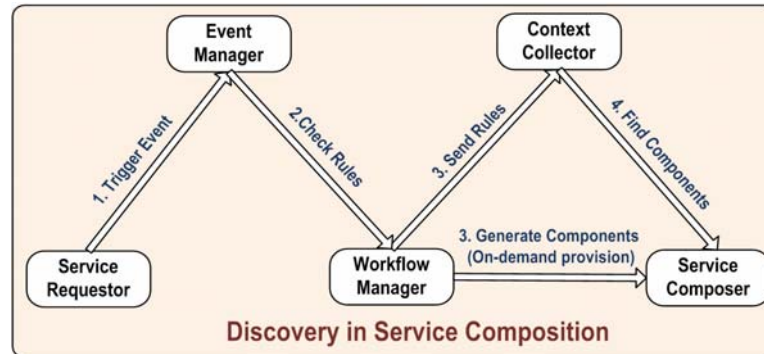 Event
Manager
Context
Collector
1. Trigger Event
2.Check Rules
3. Send Rules
4. Find Components
3. Generate Components
(On-demand provision)
Service
Requestor
Workflow
Manager
Service
Composer
Discovery in Service Composition